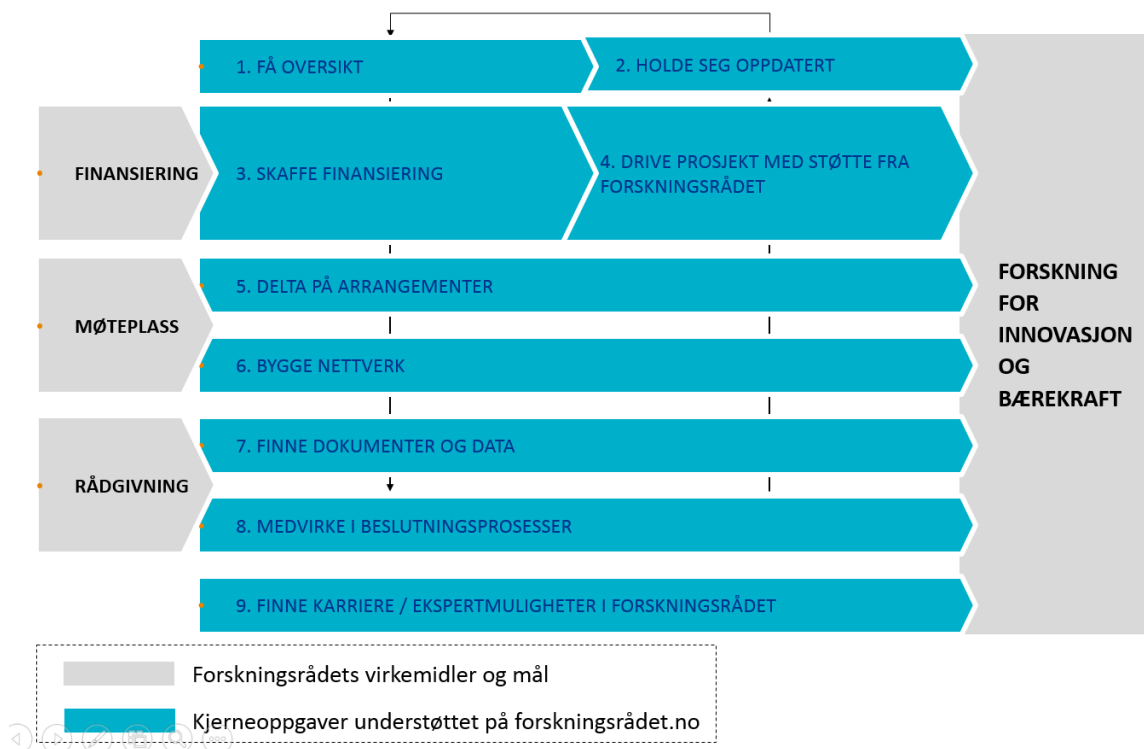 1. FÅ OVERSIKT
2. HOLDE SEG OPPDATERT
FINANSIERING
3. SKAFFE FINANSIERING
4. DRIVE PROSJEKT MED STØTTE FRA
FORSKNINGSRÅDET
MØTEPLASS
5. DELTA PÅ ARRANGEMENTER
6. BYGGE NETTVERK
RÅDGIVNING
7. FINNE DOKUMENTER OG DATA
8. MEDVIRKE I BESLUTNINGSPROSESSER
9. FINNE KARRIERE / EKSPERTMULIGHETER I FORSKNINGSRÅDET
FORSKNING
FOR
INNOVASJON
OG
BÆREKRAFT
Forskningsrådets virkemidler og mål
Kjerneoppgaver understøttet på forskningsrådet.no